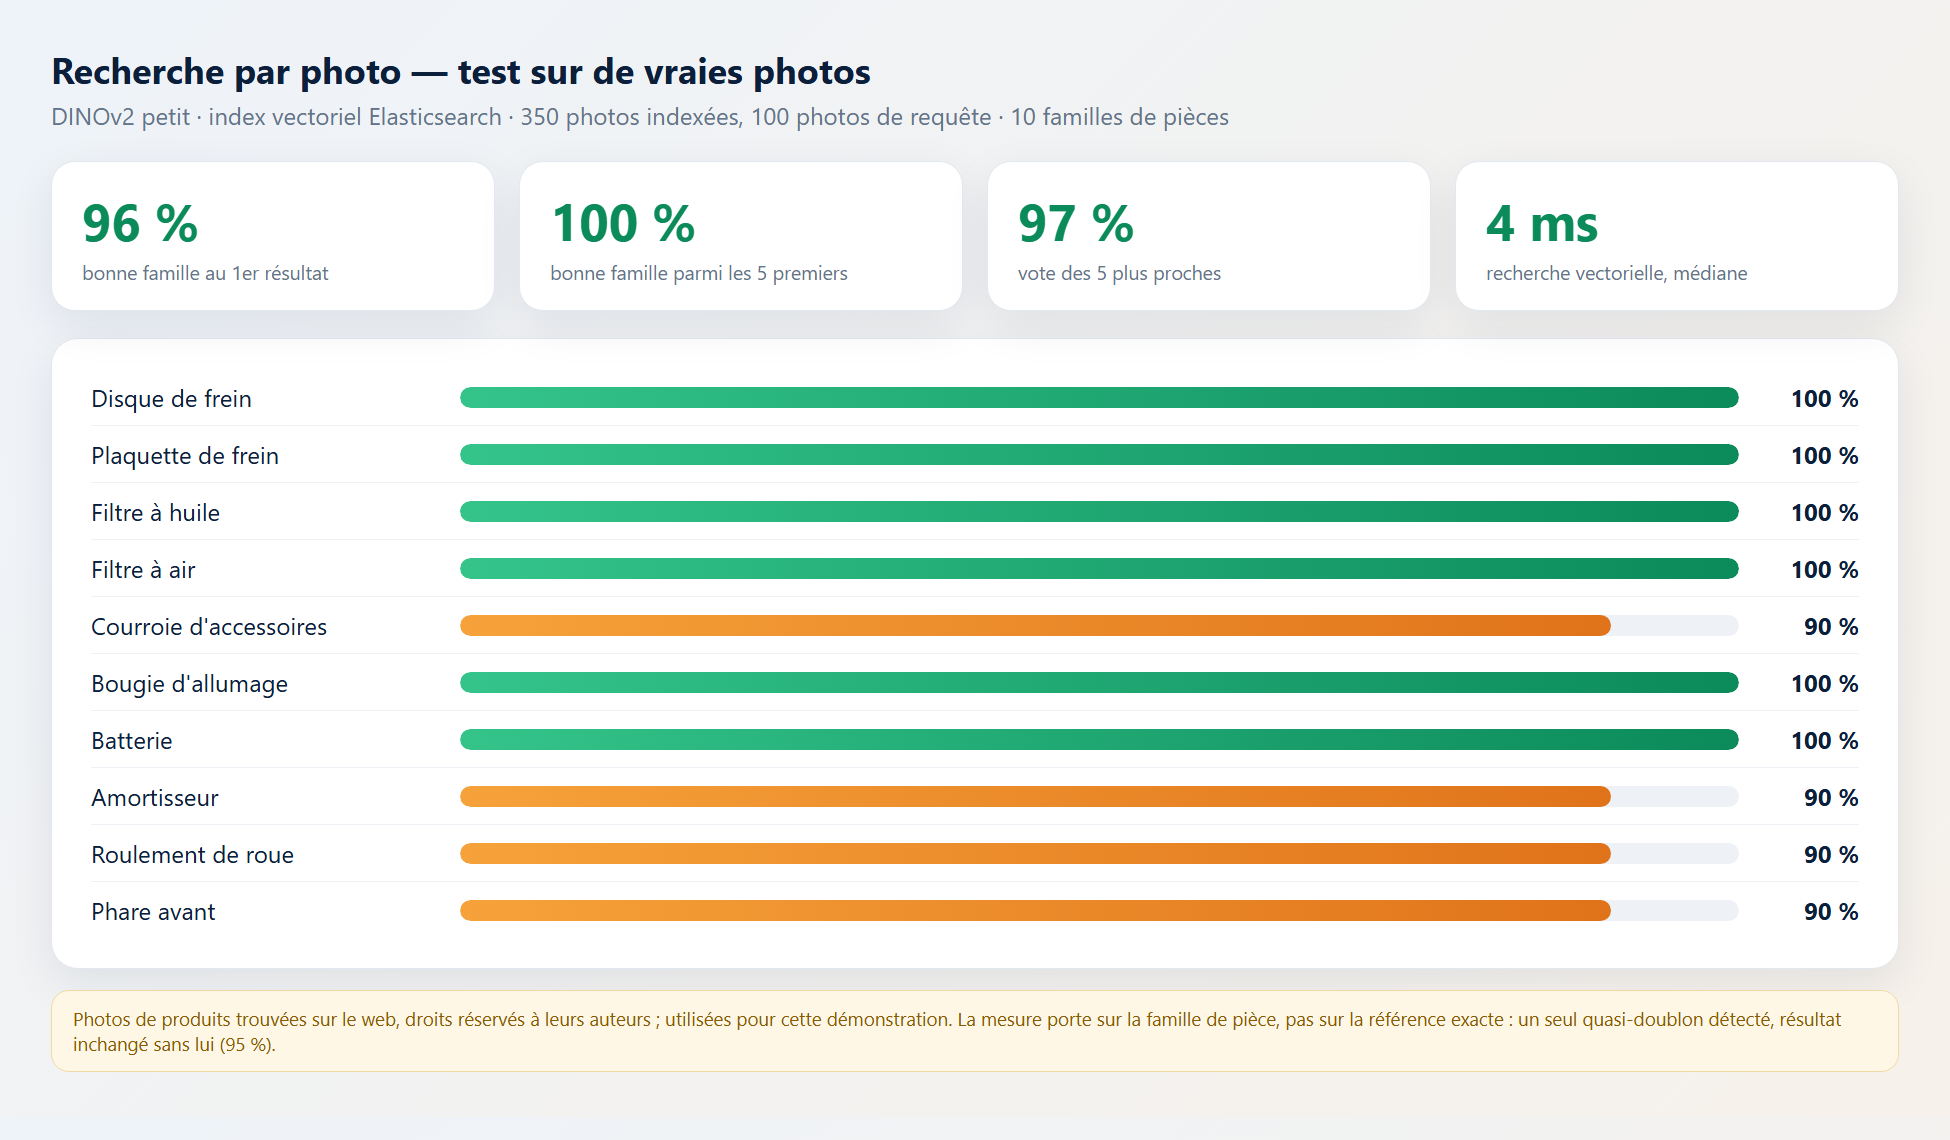 Recherche par photo — test sur de vraies photos
DINOv2 petit · index vectoriel Elasticsearch · 350 photos indexées, 100 photos de requête · 10 familles de pièces
96 %
bonne famille au 1er résultat
100 %
bonne famille parmi les 5 premiers
97 %
vote des 5 plus proches
4 ms
recherche vectorielle, médiane
Disque de frein 100 %
Plaquette de frein 100 %
Filtre à huile 100 %
Filtre à air 100 %
Courroie d'accessoires 90 %
Bougie d'allumage 100 %
Batterie 100 %
Amortisseur 90 %
Roulement de roue 90 %
Phare avant 90 %
Photos de produits trouvées sur le web, droits réservés à leurs auteurs ; utilisées pour cette démonstration. La mesure porte sur la famille de pièce, pas sur la référence exacte : un seul quasi-doublon détecté, résultat
inchangé sans lui (95 %).